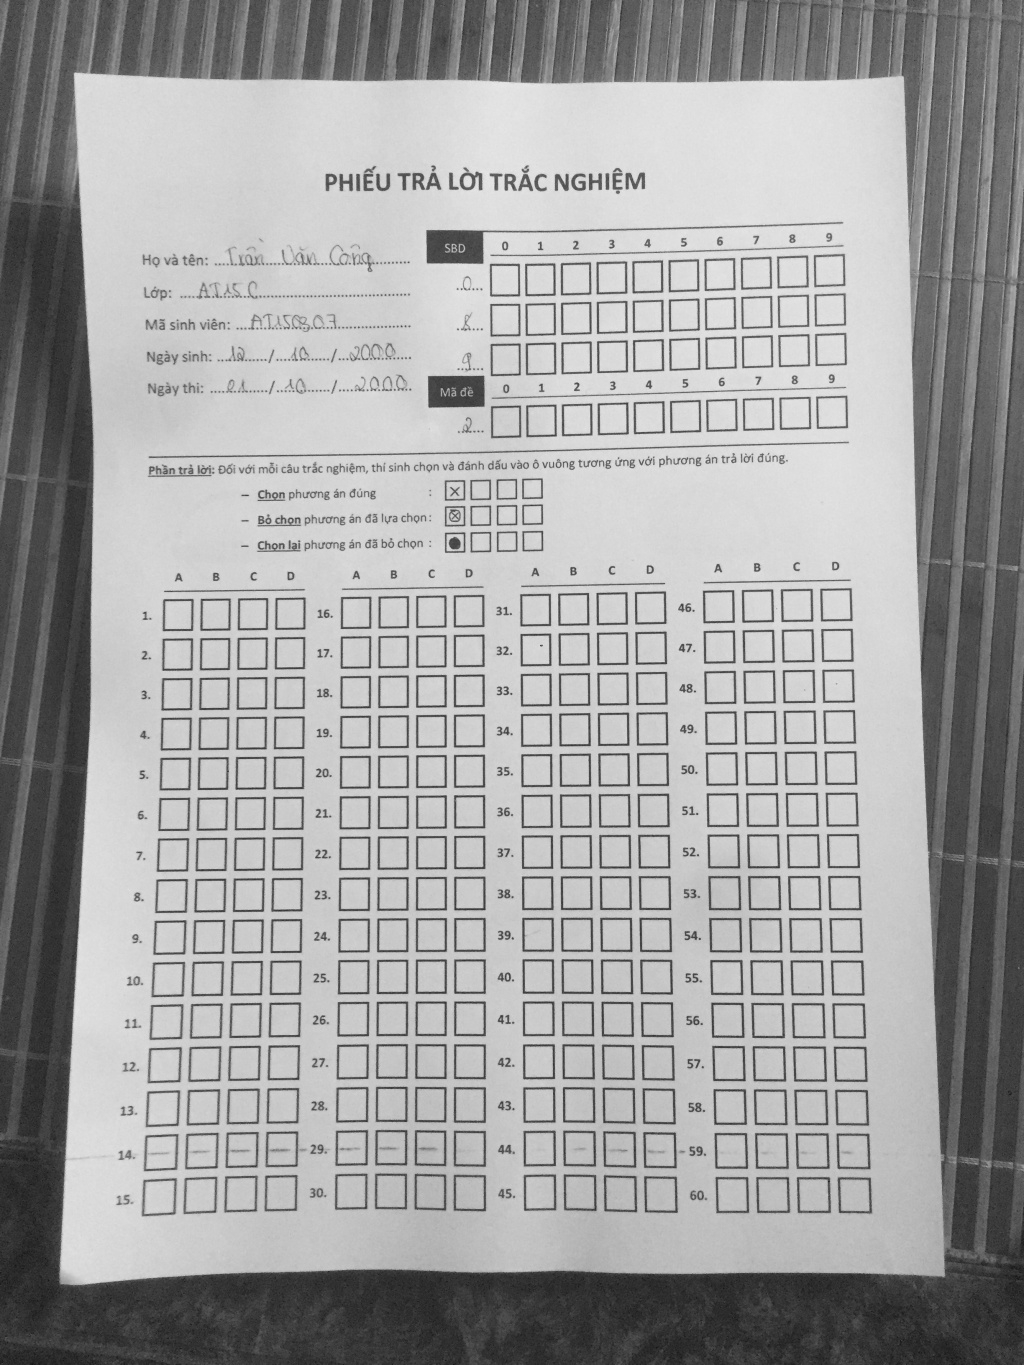 PHIẾU TRẢ LỜI TRẮC NGHIỆM
Họ và tên: Trần Văn Công
Lớp: AT15C
Mã sinh viên: AT150307
Ngày sinh: 12/10/2000
Ngày thi: 01/10/2000
SBD 0 1 2 3 4 5 6 7 8 9
0
8
9
Mã đề 0 1 2 3 4 5 6 7 8 9
2
Phần trả lời: Đối với mỗi câu trắc nghiệm, thí sinh chọn và đánh dấu vào ô vuông tương ứng với phương án trả lời đúng.
– Chọn phương án đúng :
– Bỏ chọn phương án đã lựa chọn :
– Chọn lại phương án đã bỏ chọn :
A B C D A B C D A B C D A B C D
1. 16. 31. 46.
2. 17. 32. 47.
3. 18. 33. 48.
4. 19. 34. 49.
5. 20. 35. 50.
6. 21. 36. 51.
7. 22. 37. 52.
8. 23. 38. 53.
9. 24. 39. 54.
10. 25. 40. 55.
11. 26. 41. 56.
12. 27. 42. 57.
13. 28. 43. 58.
14. 29. 44. 59.
15. 30. 45. 60.